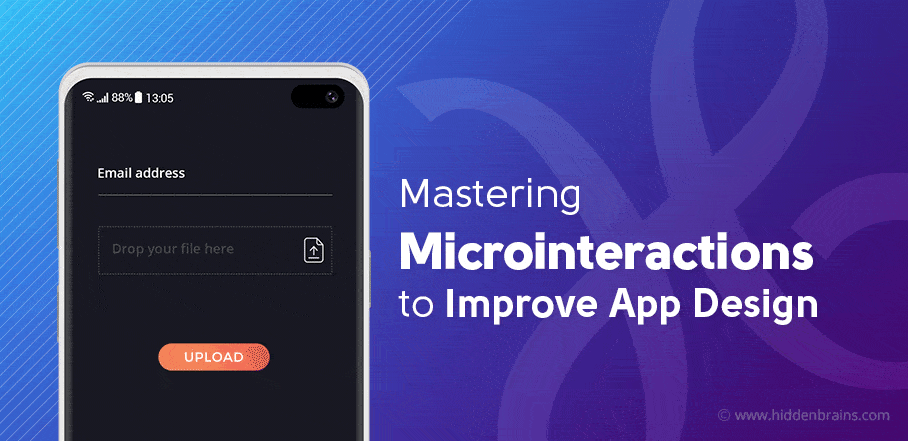 88% 13:05
Email address
Drop your file here
UPLOAD
Mastering
Microinteractions
to Improve App Design
© www.hiddenbrains.com